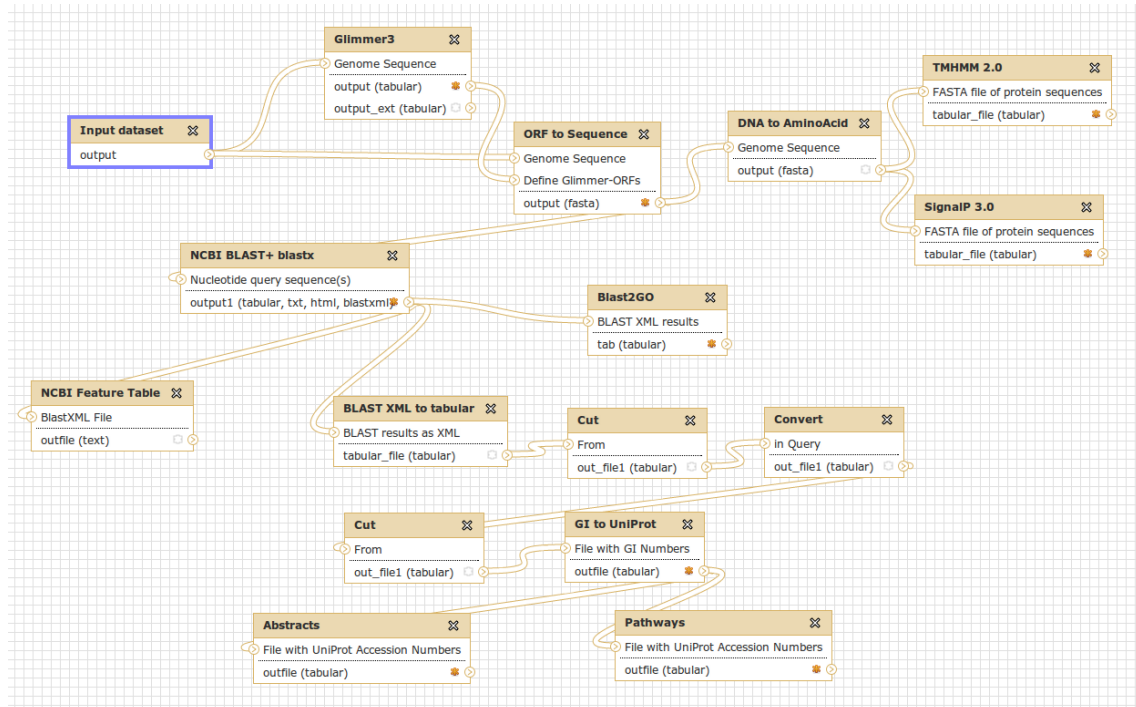 Glimmer3
Genome Sequence
output (tabular)
output_ext (tabular)
TMHMM 2.0
FASTA file of protein sequences
tabular_file (tabular)
Input dataset
output
ORF to Sequence
Genome Sequence
Define Glimmer-ORFs
output (fasta)
DNA to AminoAcid
Genome Sequence
output (fasta)
SignalP 3.0
FASTA file of protein sequences
tabular_file (tabular)
NCBI BLAST+ blastx
Nucleotide query sequence(s)
output1 (tabular, txt, html, blastxml)
Blast2GO
BLAST XML results
tab (tabular)
NCBI Feature Table
BlastXML File
outfile (text)
BLAST XML to tabular
BLAST results as XML
tabular_file (tabular)
Cut
From
out_file1 (tabular)
Convert
in Query
out_file1 (tabular)
Cut
From
out_file1 (tabular)
GI to UniProt
File with GI Numbers
outfile (tabular)
Abstracts
File with UniProt Accession Numbers
outfile (tabular)
Pathways
File with UniProt Accession Numbers
outfile (tabular)